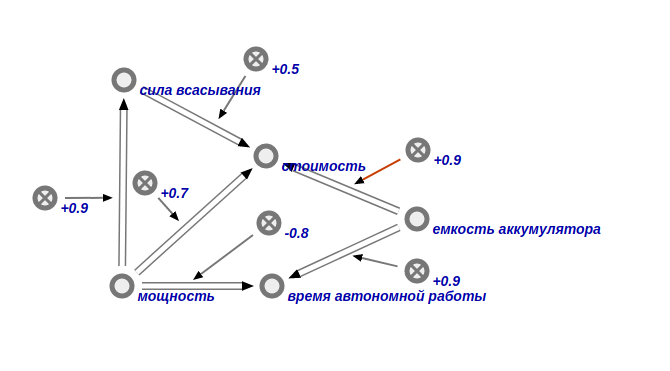 +0.5
сила всасывания
стоимость
+0.9
+0.7
+0.9
-0.8
емкость аккумулятора
+0.9
мощность
время автономной работы